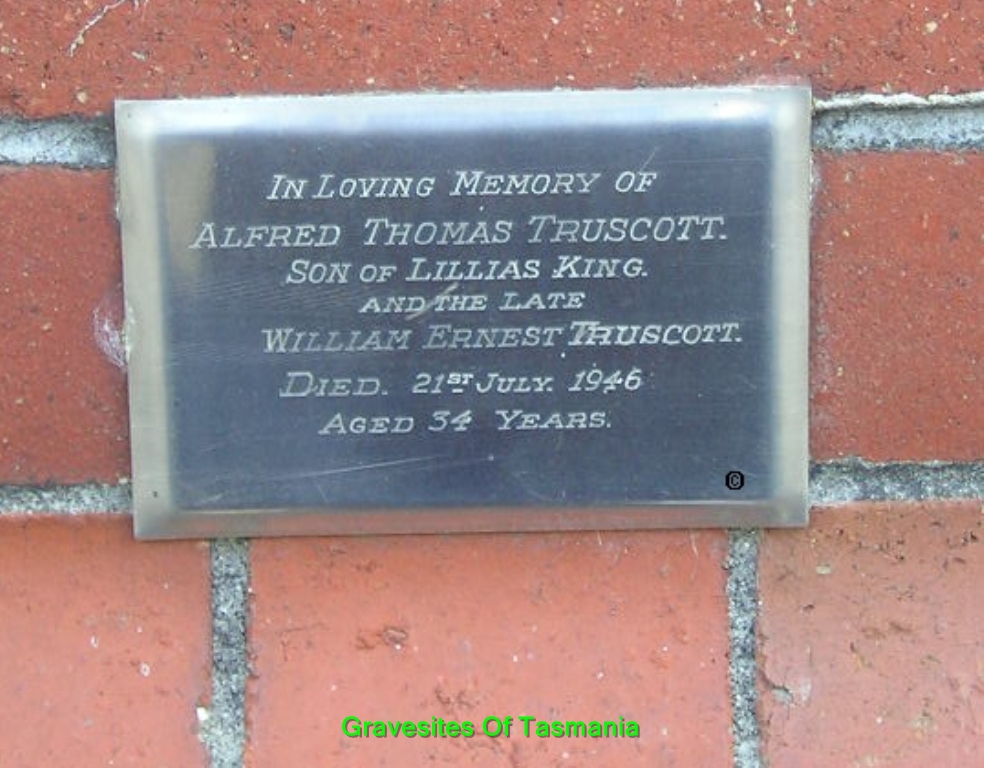 IN LOVING MEMORY OF
ALFRED THOMAS TRUSCOTT.
SON OF LILLIAS KING.
AND THE LATE
WILLIAM ERNEST TRUSCOTT.
DIED. 21ST JULY. 1946
AGED 34 YEARS.
©
Gravesites Of Tasmania